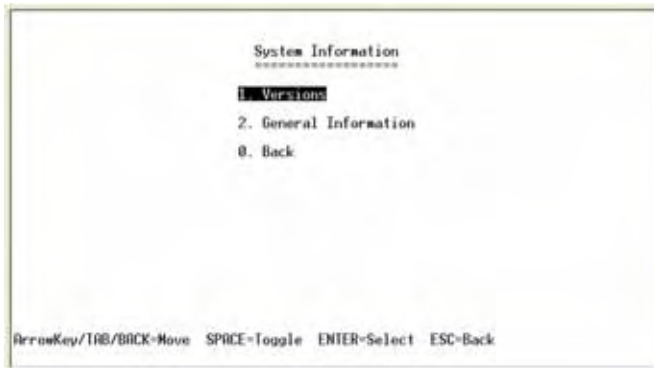 System Information
==================
1. Versions
2. General Information
0. Back
ArrowKey/TAB/BACK=Move SPACE=Toggle ENTER=Select ESC=Back